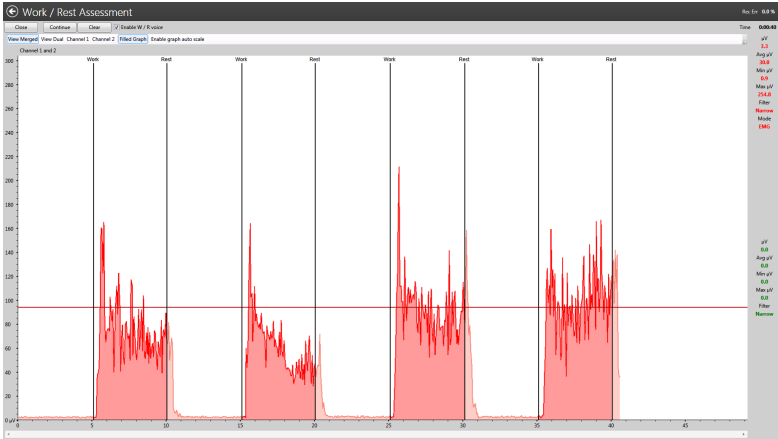 Work / Rest Assessment
Rec Err 0.0 %
Close Continue Clear Enable W / R voice
Time 0:00:40
View Merged View Dual Channel 1 Channel 2 Filled Graph Enable graph auto scale
Channel 1 and 2
Work Rest Work Rest Work Rest Work Rest
300
280
260
240
220
200
180
160
140
120
100
80
60
40
20
0 µV
0 5 10 15 20 25 30 35 40 45
µV
3.3
Avg µV
30.0
Min µV
0.9
Max µV
254.8
Filter
Narrow
Mode
EMG
µV
0.0
Avg µV
0.0
Min µV
0.0
Max µV
0.0
Filter
Narrow